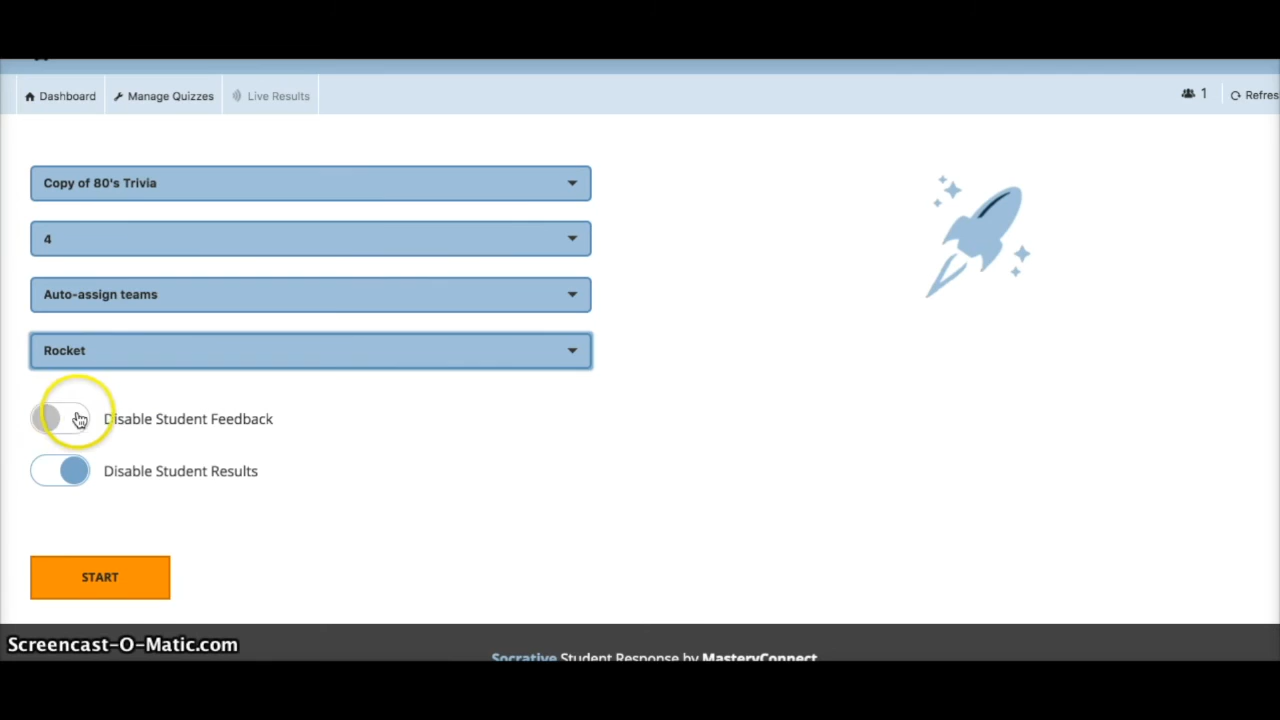 Dashboard
Manage Quizzes
Live Results
1
Refres
Copy of 80's Trivia
4
Auto-assign teams
Rocket
Disable Student Feedback
Disable Student Results
START
Screencast-O-Matic.com
Socrative Student Response by MasteryConnect